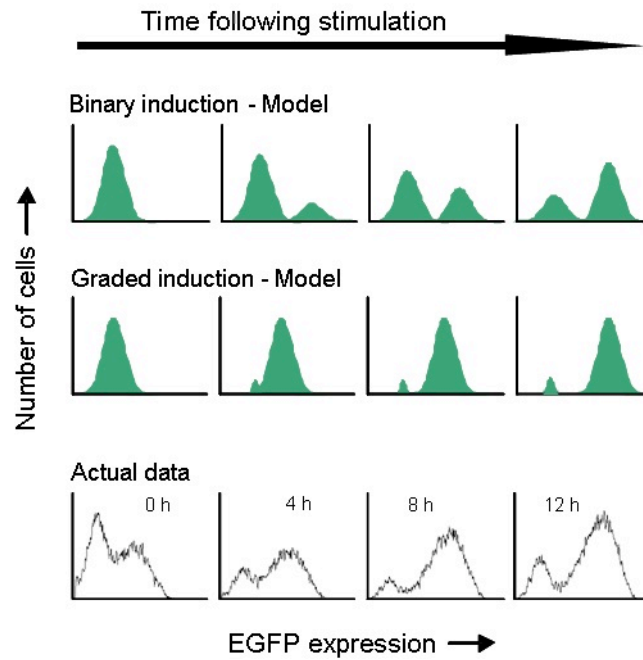 Time following stimulation
Binary induction - Model
Graded induction - Model
Number of cells
Actual data
0 h
4 h
8 h
12 h
EGFP expression